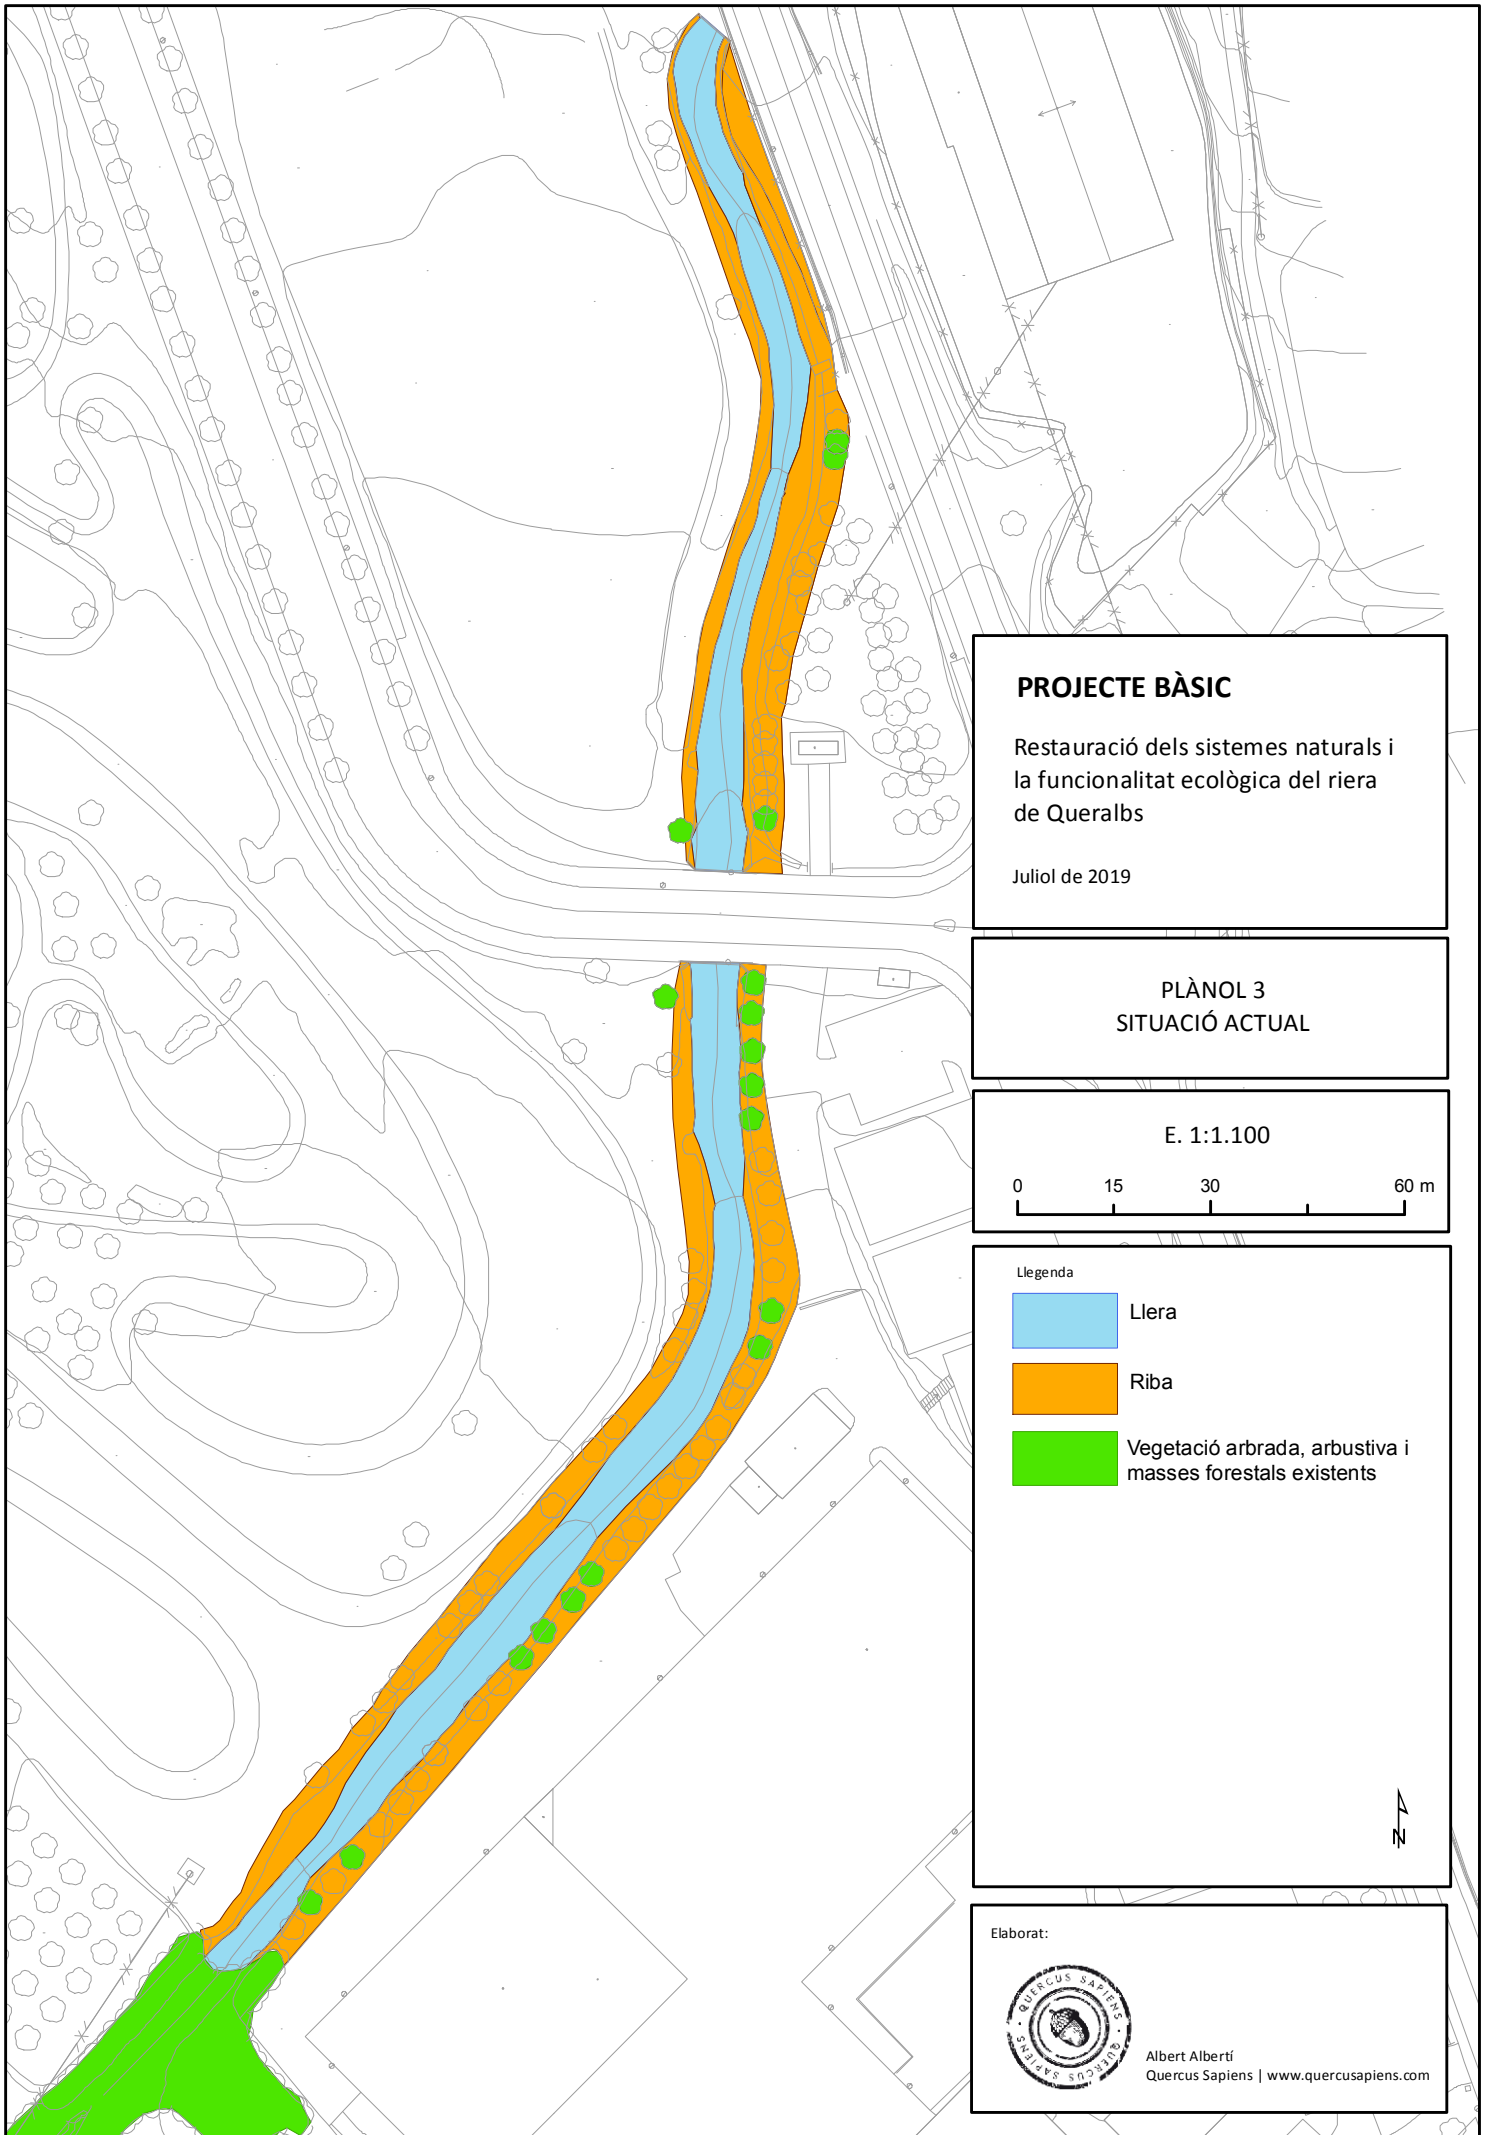 PROJECTE BÀSIC
Restauració dels sistemes naturals i
la funcionalitat ecològica del riera
de Queralbs
Juliol de 2019
PLÀNOL 3
SITUACIÓ ACTUAL
E. 1:1.100
0 15 30 60 m
Llegenda
Llera
Riba
Vegetació arbrada, arbustiva i
masses forestals existents
N
Elaborat:
QUERCUS SAPIENS · QUERCUS SAPIENS ·
Albert Albertí
Quercus Sapiens | www.quercusapiens.com